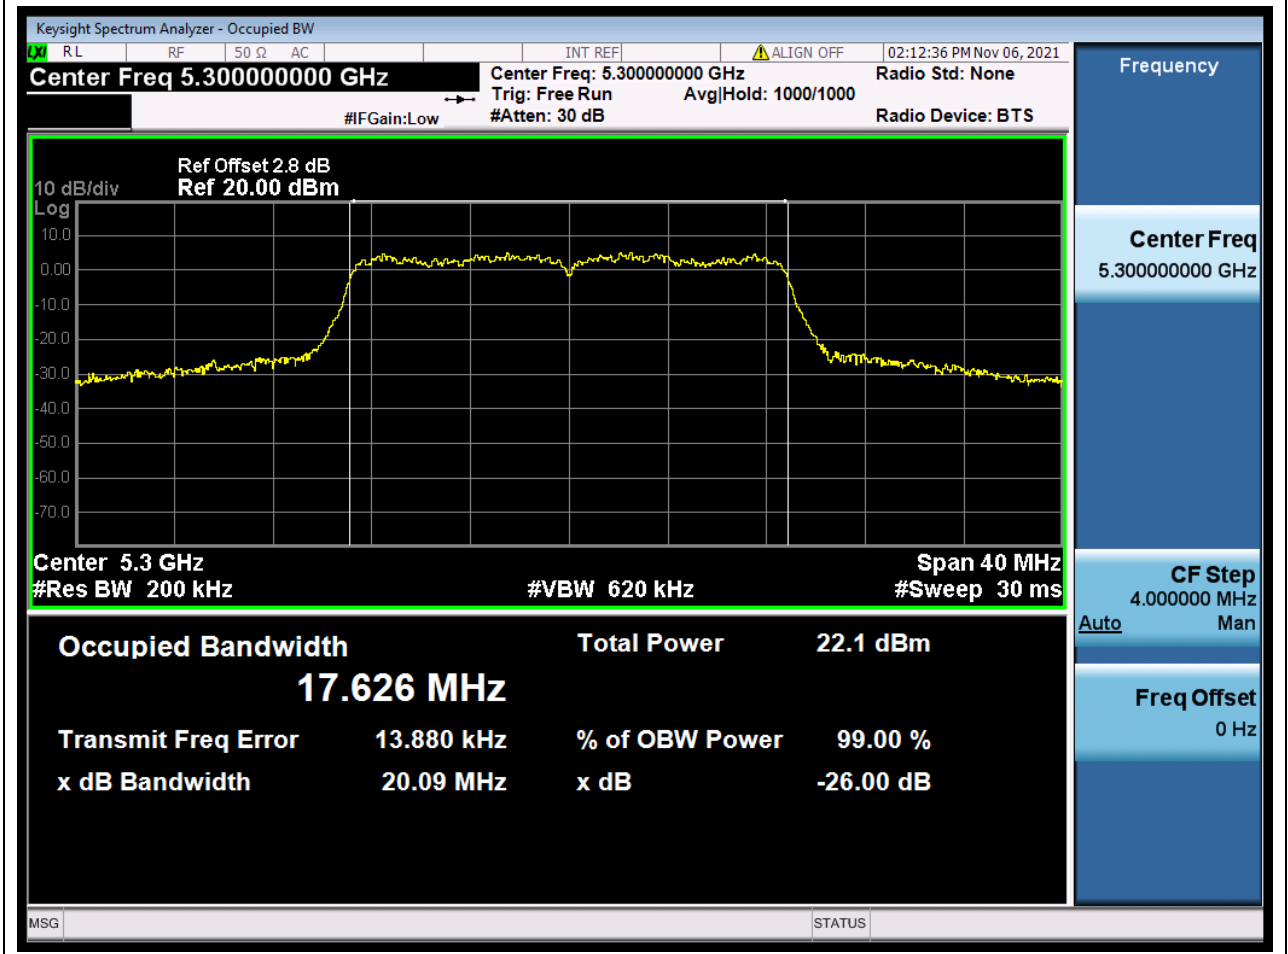 Keysight Spectrum Analyzer - Occupied BW
LXI RL RF 50 Ω AC INT REF ALIGN OFF 02:12:36 PM Nov 06, 2021
Center Freq 5.300000000 GHz
Center Freq: 5.300000000 GHz
Radio Std: None
Trig: Free Run Avg|Hold: 1000/1000
#IFGain:Low #Atten: 30 dB Radio Device: BTS
Ref Offset 2.8 dB
10 dB/div Ref 20.00 dBm
Log
10.0
0.00
-10.0
-20.0
-30.0
-40.0
-50.0
-60.0
-70.0
Center 5.3 GHz Span 40 MHz
#Res BW 200 kHz #VBW 620 kHz #Sweep 30 ms
Occupied Bandwidth Total Power 22.1 dBm
17.626 MHz
Transmit Freq Error 13.880 kHz % of OBW Power 99.00 %
x dB Bandwidth 20.09 MHz x dB -26.00 dB
MSG STATUS
Frequency
Center Freq
5.300000000 GHz
CF Step
4.000000 MHz
Auto Man
Freq Offset
0 Hz